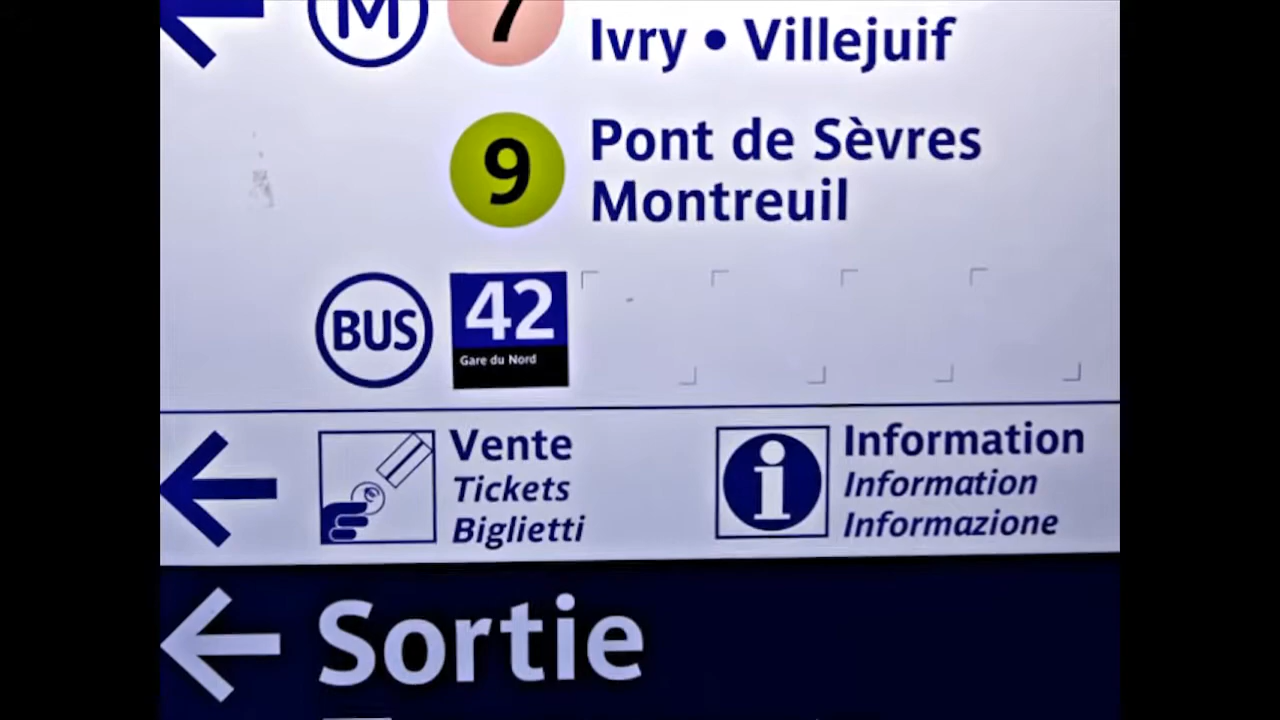 M 7 Ivry • Villejuif
9 Pont de Sèvres
Montreuil
BUS 42
Gare du Nord
Vente
Tickets
Biglietti
i Information
Information
Informazione
Sortie